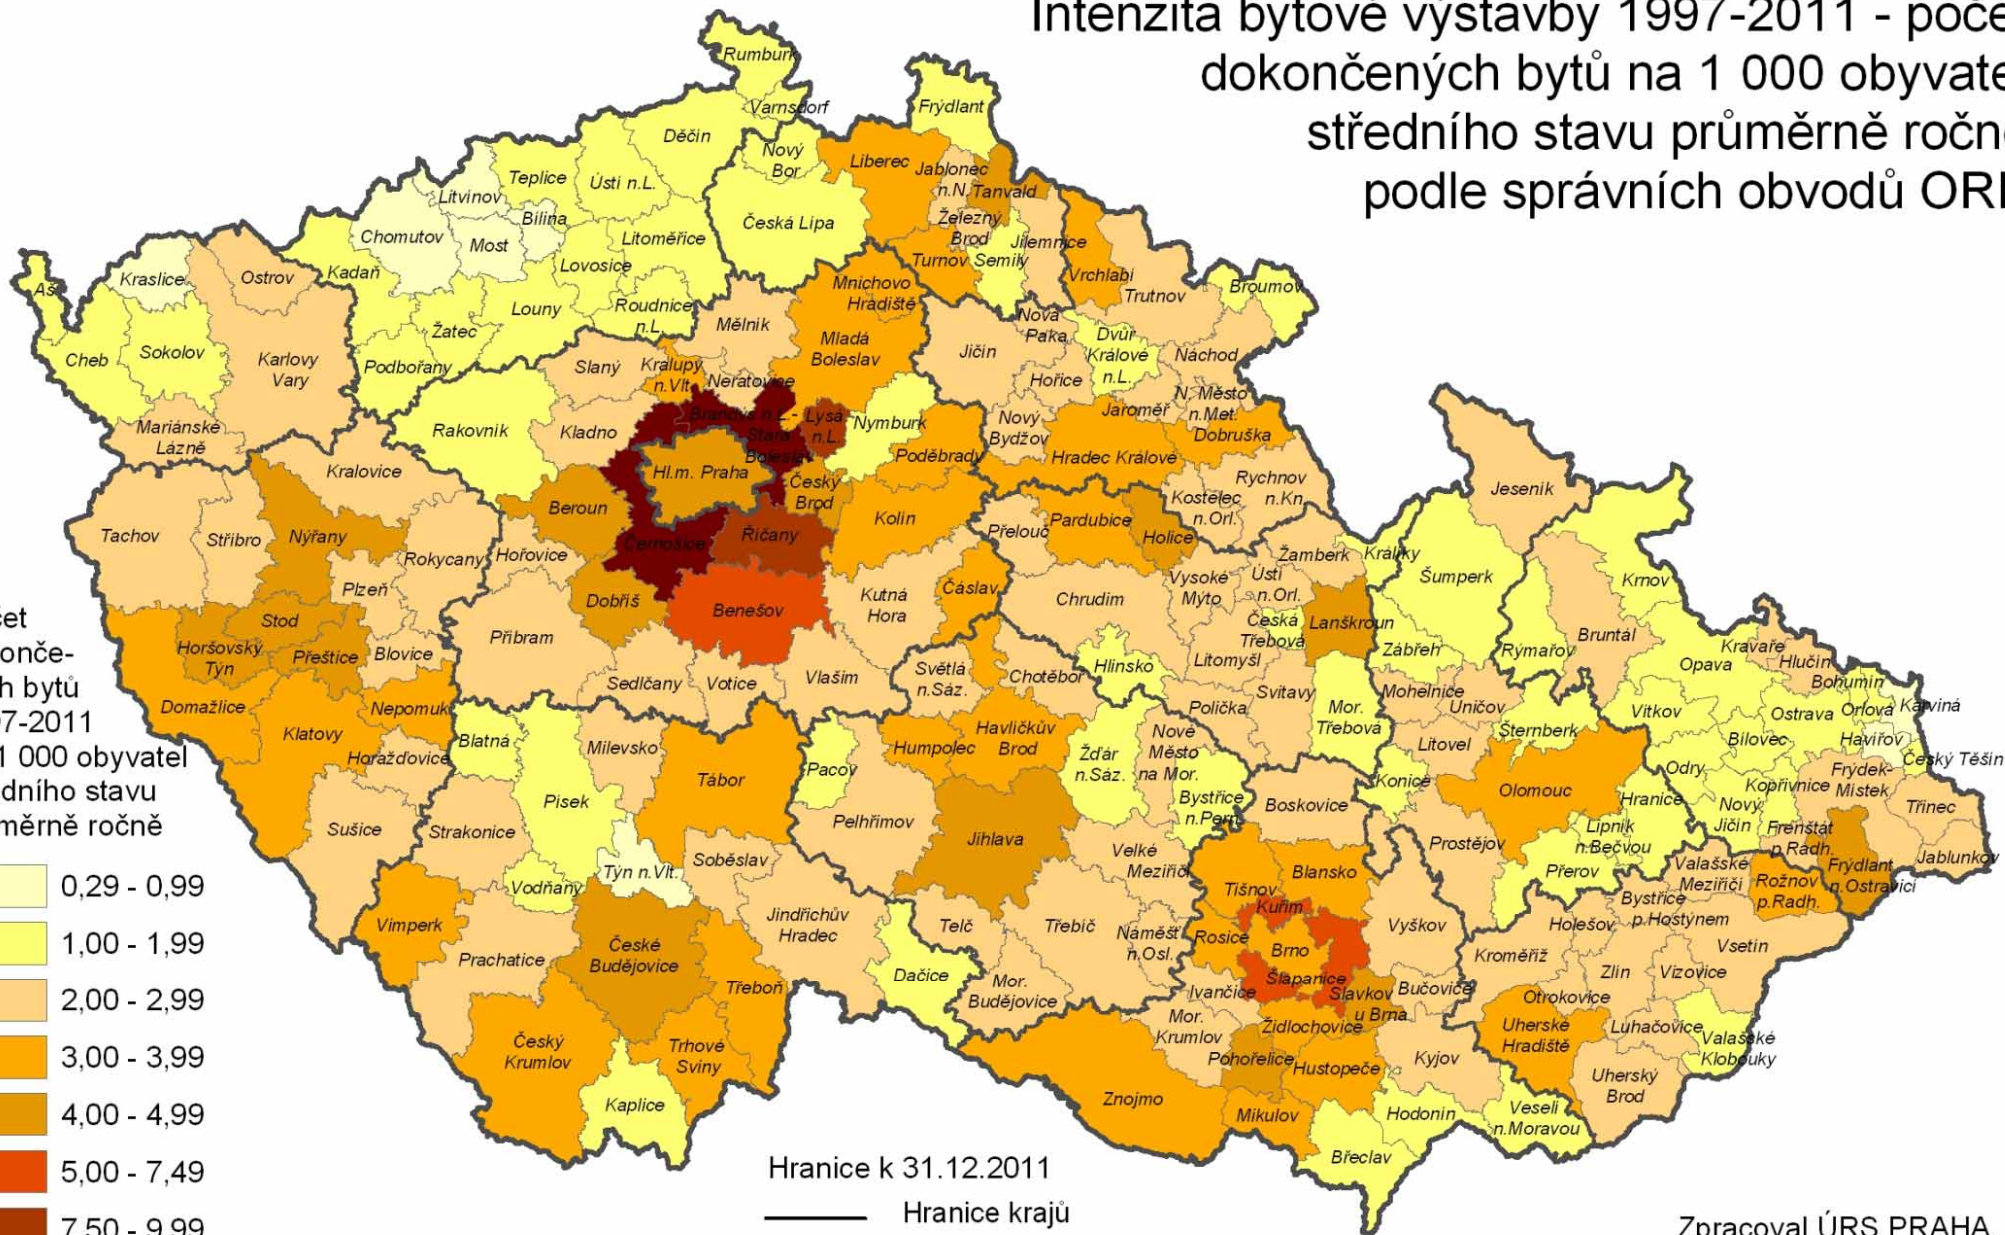 Intenzita bytové výstavby 1997-2011 - poče
dokončených bytů na 1 000 obyvate
středního stavu průměrně ročně
podle správních obvodů OR
Rumburk
Varnsdorf
Frýdlant
Děčín
Nový
Bor
Liberec
Jablonec
n.N.
Tanvald
Teplice
Ústí n.L.
Litvínov
Bílina
Česká Lípa
Železný
Brod
Jilemnice
Chomutov
Most
Litoměřice
Turnov
Semily
Vrchlabí
Kraslice
Ostrov
Kadaň
Lovosice
Mnichovo
Hradiště
Trutnov
Broumov
Aš
Louny
Roudnice
n.L.
Mělník
Nová
Paka
Dvůr
Králové
n.L.
Žatec
Mladá
Boleslav
Jičín
Náchod
Cheb
Sokolov
Karlovy
Vary
Podbořany
Slaný
Kralupy
n.Vlt.
Neratovice
Hořice
N. Město
n.Met.
Mariánské
Lázně
Rakovník
Kladno
Brandýs n.L.-
Stará
Boleslav
Lysá
n.L.
Nymburk
Nový
Bydžov
Jaroměř
Dobruška
Kralovice
Hl.m. Praha
Poděbrady
Hradec Králové
Český
Brod
Rychnov
n.Kn.
Jeseník
Beroun
Kolín
Kostelec
n.Orl.
Tachov
Stříbro
Nýřany
Rokycany
Hořovice
Černošice
Říčany
Přelouč
Pardubice
Holice
Žamberk
Králíky
Šumperk
Krnov
Plzeň
Dobříš
Benešov
Kutná
Hora
Čáslav
Chrudim
Vysoké
Mýto
Ústí
n.Orl.
Česká
Třebová
Lanškroun
Stod
Příbram
Horšovský
Týn
Přeštice
Blovice
Hlinsko
Litomyšl
Zábřeh
Rýmařov
Bruntál
Opava
Kravaře
Hlučín
Bohumín
Sedlčany
Votice
Vlašim
Světlá
n.Sáz.
Chotěboř
Svitavy
Mohelnice
Uničov
Domažlice
Nepomuk
Polička
Mor.
Třebová
Šternberk
Vítkov
Ostrava
Orlová
Karviná
Klatovy
Horažďovice
Blatná
Milevsko
Humpolec
Havlíčkův
Brod
Žďár
n.Sáz.
Nové
Město
na Mor.
Litovel
Bílovec
Havířov
Český Těšín
Písek
Tábor
Pacov
Bystřice
n.Pern.
Boskovice
Konice
Olomouc
Odry
Hranice
Kopřivnice
Frýdek-
Místek
Třinec
Nový
Jičín
Sušice
Strakonice
Pelhřimov
Jihlava
Velké
Meziříčí
Prostějov
Lipník
n.Bečvou
Frenštát
p.Radh.
Jablunkov
Soběslav
Týn n.Vlt.
Vodňany
Přerov
Valašské
Meziříčí
Rožnov
p.Radh.
Frýdlant
n.Ostravicí
Tišnov
Blansko
Kuřim
Bystřice
p.Hostýnem
Vimperk
Jindřichův
Hradec
Telč
Třebíč
Náměšť
n.Osl.
Rosice
Brno
Vyškov
Holešov
Vsetín
Prachatice
České
Budějovice
Třeboň
Dačice
Mor.
Budějovice
Ivančice
Šlapanice
Slavkov
u Brna
Bučovice
Kroměříž
Zlín
Vizovice
Otrokovice
Mor.
Krumlov
Židlochovice
Uherské
Hradiště
Luhačovice
Valašské
Klobouky
Český
Krumlov
Trhové
Sviny
Pohořelice
Hustopeče
Kyjov
Uherský
Brod
Kaplice
Znojmo
Mikulov
Hodonín
Veselí
n.Moravou
Břeclav
čet
onče-
h bytů
97-2011
1 000 obyvatel
dního stavu
měrně ročně
0,29 - 0,99
1,00 - 1,99
2,00 - 2,99
3,00 - 3,99
4,00 - 4,99
5,00 - 7,49
7,50 - 9,99
Hranice k 31.12.2011
Hranice krajů
Zpracoval ÚRS PRAHA